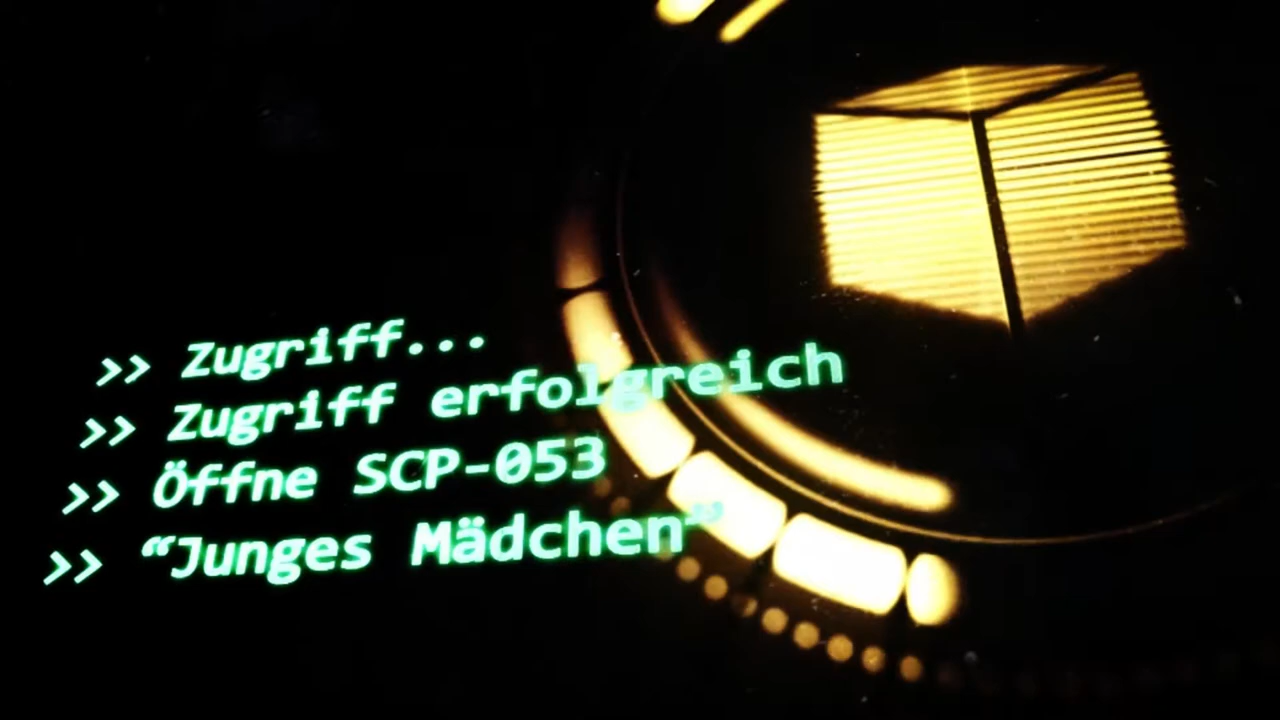 >> Zugriff...
>> Zugriff erfolgreich
>> Öffne SCP-053
>> “Junges Mädchen”